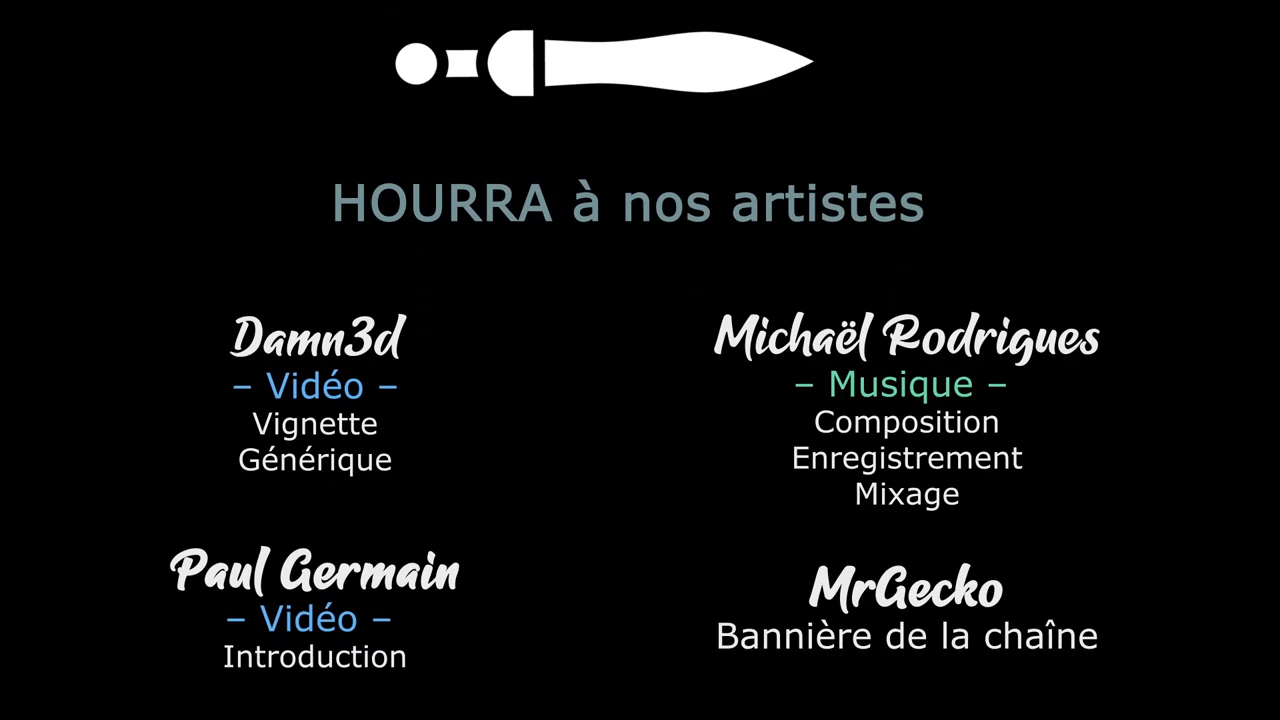 HOURRA à nos artistes
Damn3d
– Vidéo –
Vignette
Générique
Michaël Rodrigues
– Musique –
Composition
Enregistrement
Mixage
Paul Germain
– Vidéo –
Introduction
MrGecko
Bannière de la chaîne